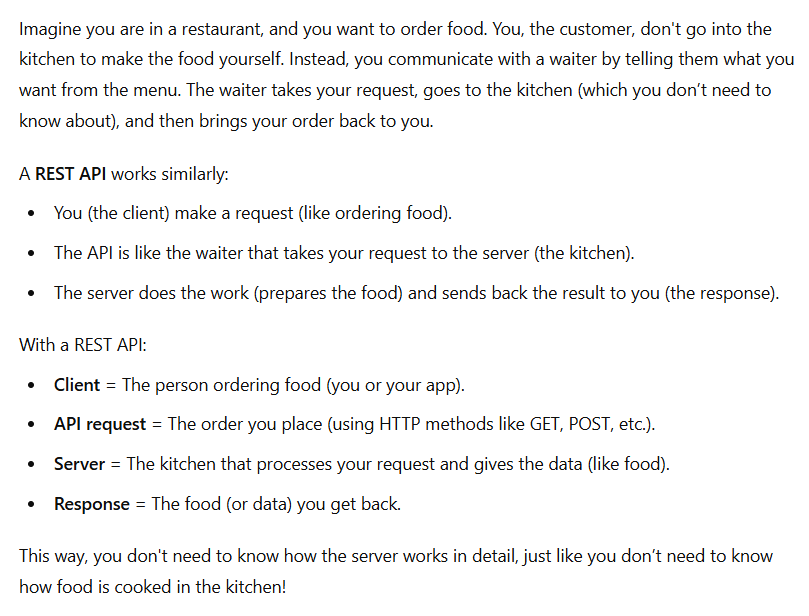 Imagine you are in a restaurant, and you want to order food. You, the customer, don't go into the
kitchen to make the food yourself. Instead, you communicate with a waiter by telling them what you
want from the menu. The waiter takes your request, goes to the kitchen (which you don’t need to
know about), and then brings your order back to you.
A REST API works similarly:
• You (the client) make a request (like ordering food).
• The API is like the waiter that takes your request to the server (the kitchen).
• The server does the work (prepares the food) and sends back the result to you (the response).
With a REST API:
• Client = The person ordering food (you or your app).
• API request = The order you place (using HTTP methods like GET, POST, etc.).
• Server = The kitchen that processes your request and gives the data (like food).
• Response = The food (or data) you get back.
This way, you don't need to know how the server works in detail, just like you don’t need to know
how food is cooked in the kitchen!